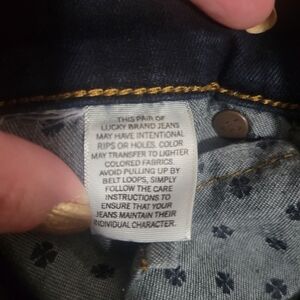 THIS PAIR OF
LUCKY BRAND JEANS
MAY HAVE INTENTIONAL
RIPS OR HOLES. COLOR
MAY TRANSFER TO LIGHTER
COLORED FABRICS.
AVOID PULLING UP BY
BELT LOOPS, SIMPLY
FOLLOW THE CARE
INSTRUCTIONS TO
ENSURE THAT YOUR
JEANS MAINTAIN THEIR
INDIVIDUAL CHARACTER.